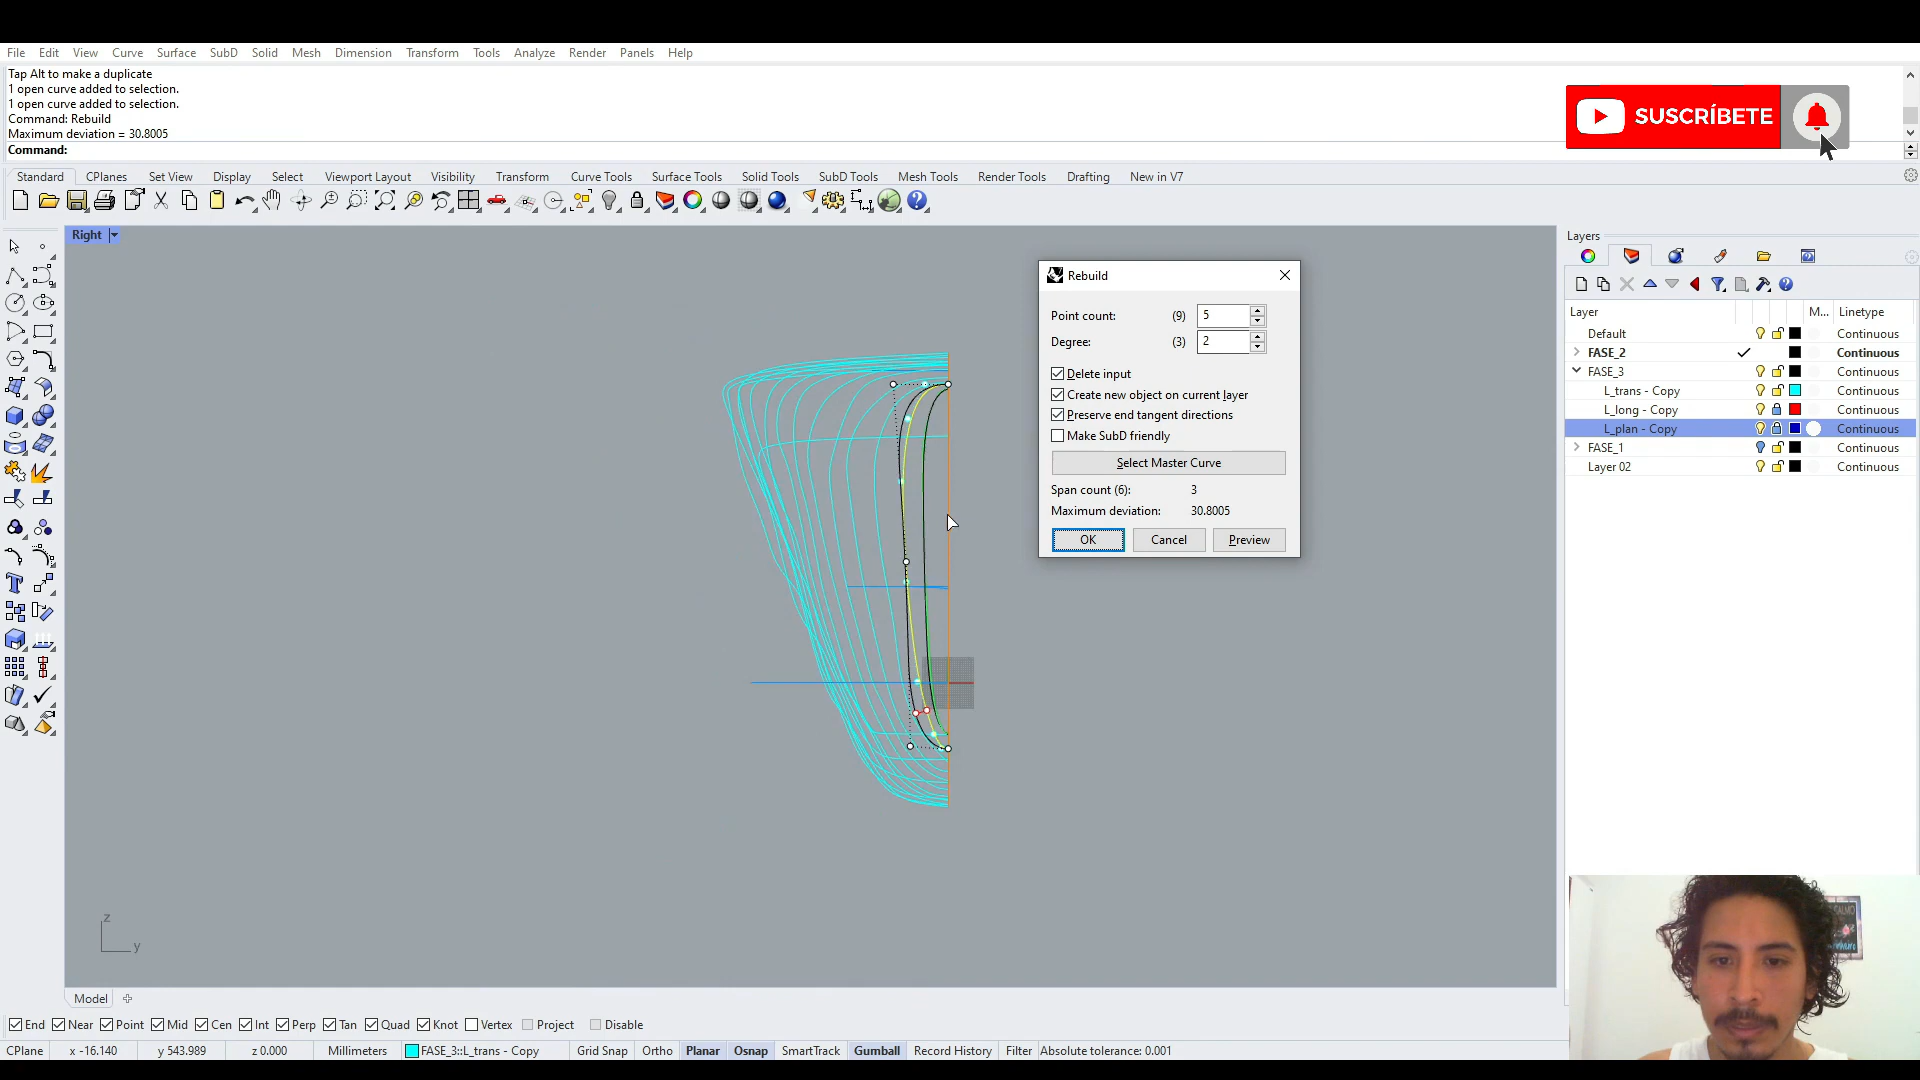 File Edit View Curve Surface SubD Solid Mesh Dimension Transform Tools Analyze Render Panels Help
Tap Alt to make a duplicate
1 open curve added to selection.
1 open curve added to selection.
Command: Rebuild
Maximum deviation = 30.8005
Command:
SUSCRÍBETE
Standard CPlanes Set View Display Select Viewport Layout Visibility Transform Curve Tools Surface Tools Solid Tools SubD Tools Mesh Tools Render Tools Drafting New in V7
Right
Rebuild
Point count: (9) 5
Degree: (3) 2
Delete input
Create new object on current layer
Preserve end tangent directions
Make SubD friendly
Select Master Curve
Span count (6): 3
Maximum deviation: 30.8005
OK Cancel Preview
Layers
Layer M... Linetype
Default Continuous
FASE_2 Continuous
FASE_3 Continuous
L_trans - Copy Continuous
L_long - Copy Continuous
L_plan - Copy Continuous
FASE_1 Continuous
Layer 02 Continuous
z
y
Model
End Near Point Mid Cen Int Perp Tan Quad Knot Vertex Project Disable
CPlane x -16.140 y 543.989 z 0.000 Millimeters FASE_3::L_trans - Copy Grid Snap Ortho Planar Osnap SmartTrack Gumball Record History Filter Absolute tolerance: 0.001